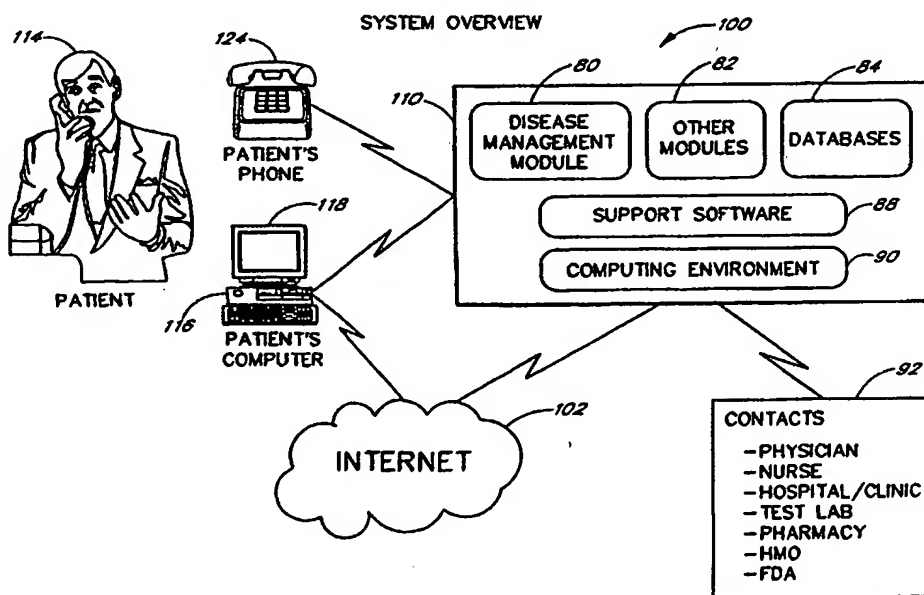 SYSTEM OVERVIEW
114
124
100
80
82
84
110
DISEASE
MANAGEMENT
MODULE
OTHER
MODULES
DATABASES
PATIENT'S
PHONE
118
SUPPORT SOFTWARE
88
COMPUTING ENVIRONMENT
90
PATIENT
116
PATIENT'S
COMPUTER
92
102
INTERNET
CONTACTS
-PHYSICIAN
-NURSE
-HOSPITAL/CLINIC
-TEST LAB
-PHARMACY
-HMO
-FDA